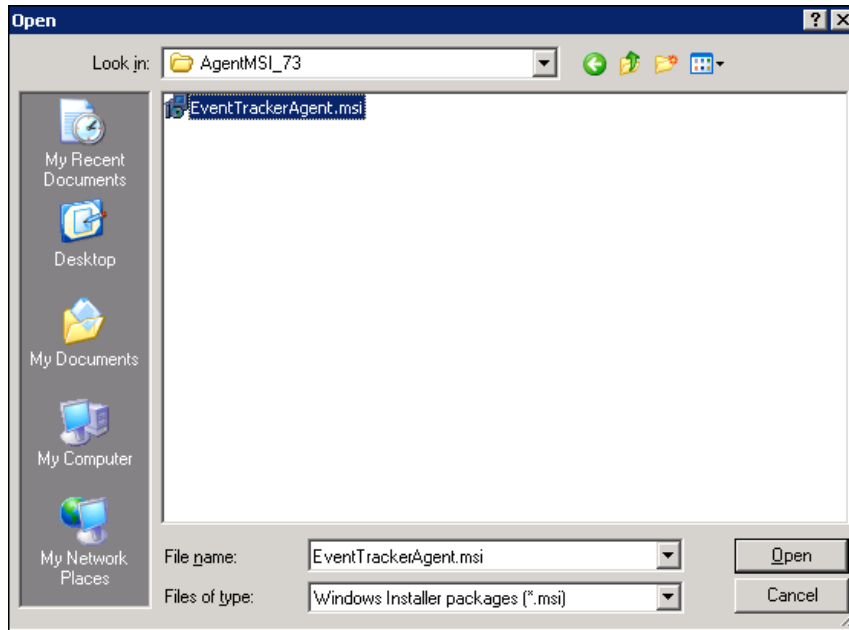 Open
Look in: AgentMSI_73
EventTrackerAgent.msi
My Recent
Documents
Desktop
My Documents
My Computer
My Network
Places
File name: EventTrackerAgent.msi Open
Files of type: Windows Installer packages (*.msi) Cancel